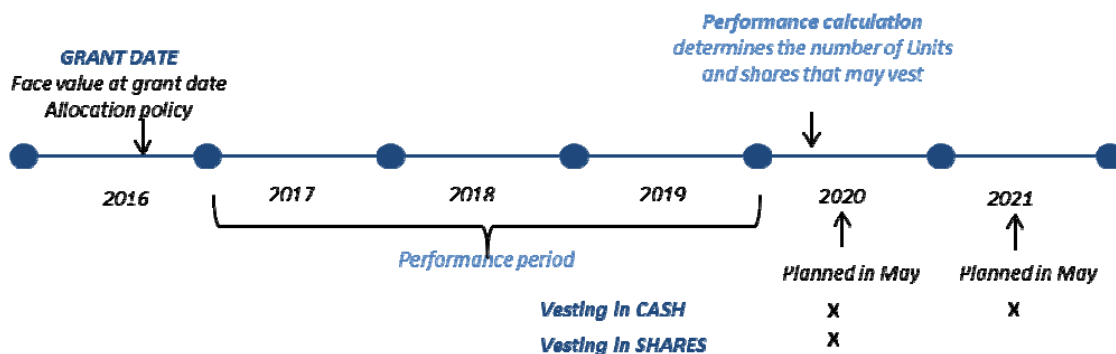 Performance calculation
determines the number of Units
and shares that may vest
GRANT DATE
Face value at grant date
Allocation policy
2016
2017
2018
2019
2020
2021
Performance period
Planned in May
Planned in May
Vesting in CASH
X
X
Vesting in SHARES
X